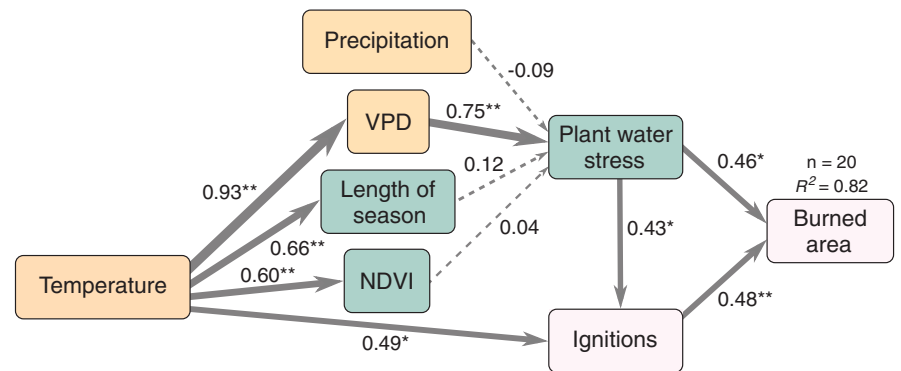 Precipitation
-0.09
VPD
0.75**
Plant water
stress
0.93**
Length of
season
0.12
0.46*
n = 20
R² = 0.82
Burned
area
0.66**
0.04
0.43*
Temperature
0.60**
NDVI
0.48**
0.49*
Ignitions